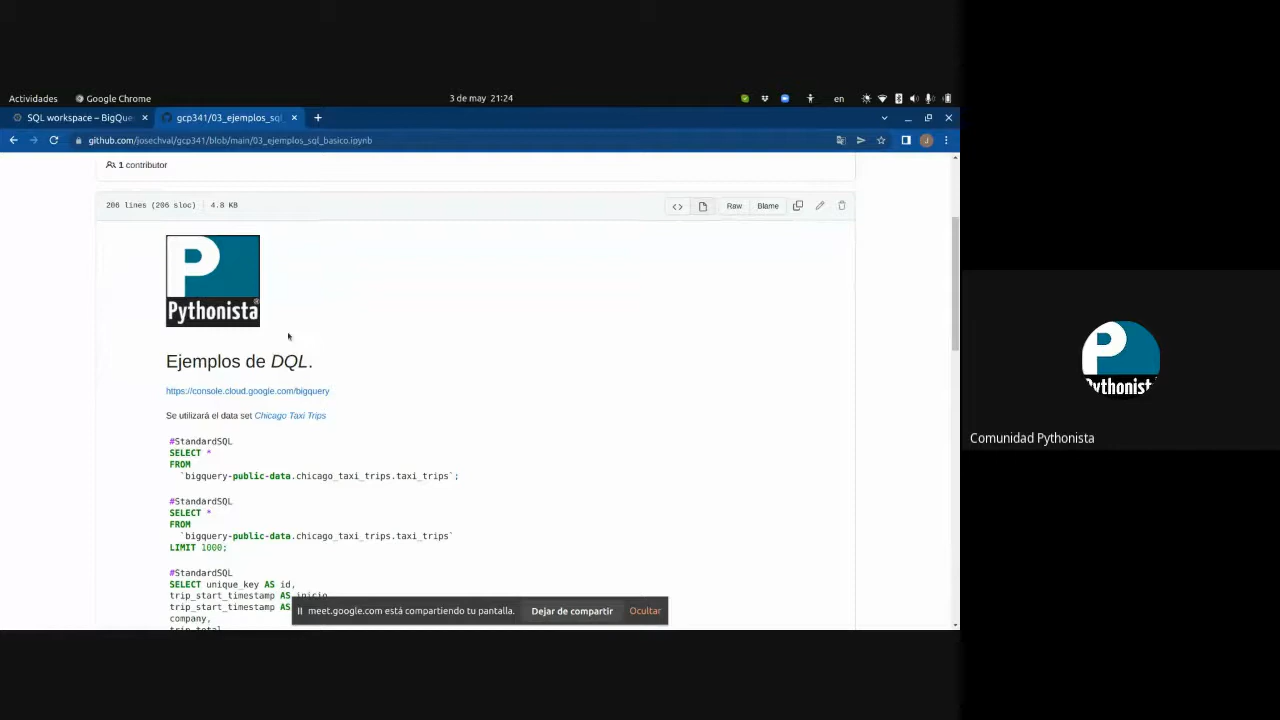 Actividades
Google Chrome
3 de may 21:24
en
SQL workspace – BigQue
gcp341/03_ejemplos_sql_
github.com/josechval/gcp341/blob/main/03_ejemplos_sql_basico.ipynb
J
1 contributor
206 lines (206 sloc) | 4.8 KB
<> Raw Blame
P
Pythonista®
Ejemplos de DQL.
https://console.cloud.google.com/bigquery
Se utilizará el data set Chicago Taxi Trips
#StandardSQL
SELECT *
FROM
`bigquery-public-data.chicago_taxi_trips.taxi_trips`;
#StandardSQL
SELECT *
FROM
`bigquery-public-data.chicago_taxi_trips.taxi_trips`
LIMIT 1000;
#StandardSQL
SELECT unique_key AS id,
trip_start_timestamp AS inicio,
trip_start_timestamp AS
company,
trip_total
meet.google.com está compartiendo tu pantalla.
Dejar de compartir
Ocultar
P
ythonist
Comunidad Pythonista